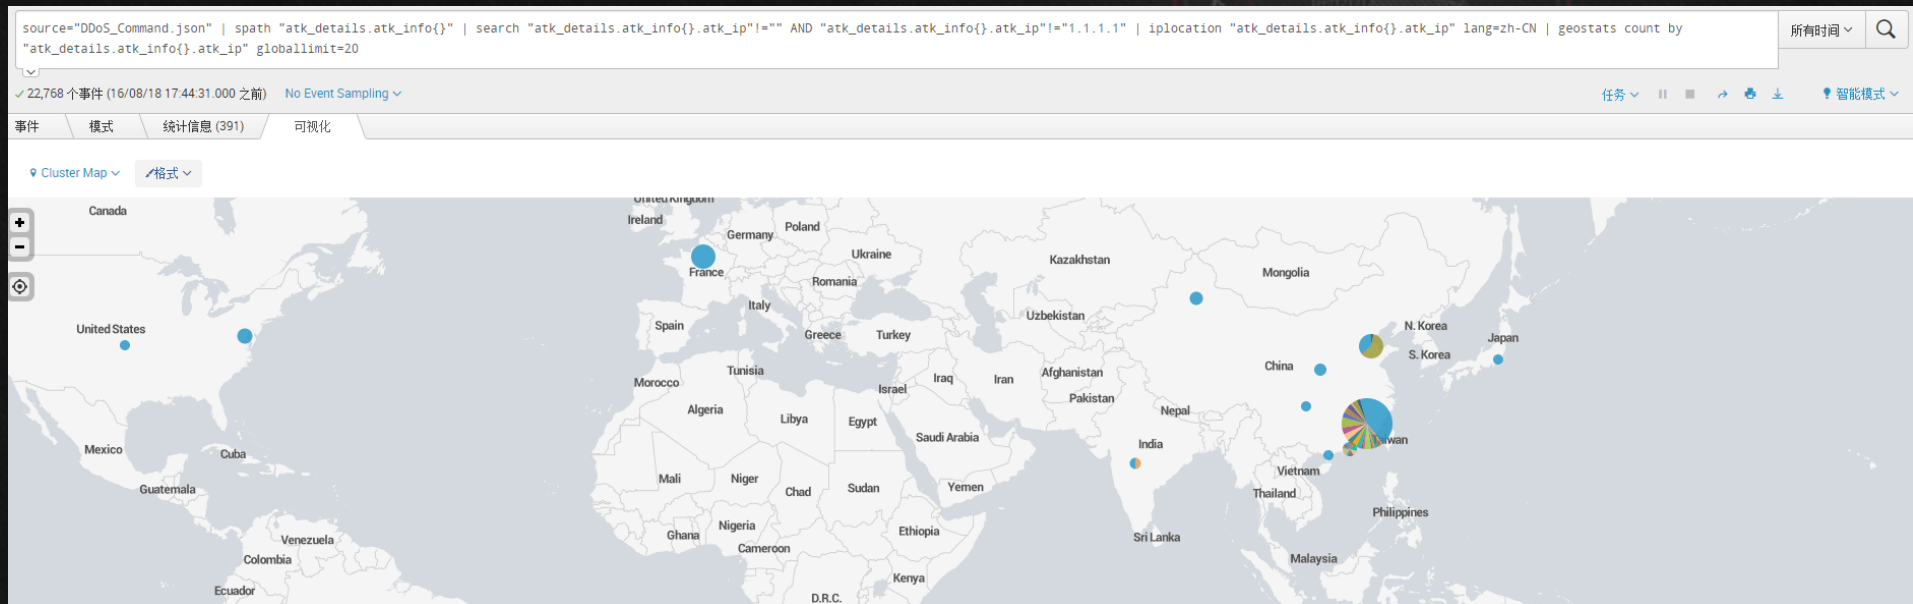 source="DDoS_Command.json" | spath "atk_details.atk_info{}" | search "atk_details.atk_info{}.atk_ip"!="" AND "atk_details.atk_info{}.atk_ip"!="1.1.1.1" | iplocation "atk_details.atk_info{}.atk_ip" lang=zh-CN | geostats count by
"atk_details.atk_info{}.atk_ip" globallimit=20
所有时间
22,768 个事件 (16/08/18 17:44:31.000 之前)
No Event Sampling
任务
智能模式
事件
模式
统计信息 (391)
可视化
Cluster Map
格式
Canada
United Kingdom
Ireland
Poland
Germany
Ukraine
Kazakhstan
France
Mongolia
Romania
Italy
Uzbekistan
Spain
N. Korea
United States
Greece
Turkey
Japan
S. Korea
China
Tunisia
Afghanistan
Iraq
Iran
Morocco
Israel
Pakistan
Algeria
Nepal
Libya
Egypt
Saudi Arabia
Taiwan
India
Mexico
Cuba
Vietnam
Mali
Niger
Sudan
Yemen
Chad
Thailand
Guatemala
Philippines
Nigeria
Ethiopia
Ghana
Sri Lanka
Venezuela
Cameroon
Colombia
Malaysia
Kenya
Ecuador
D.R.C.